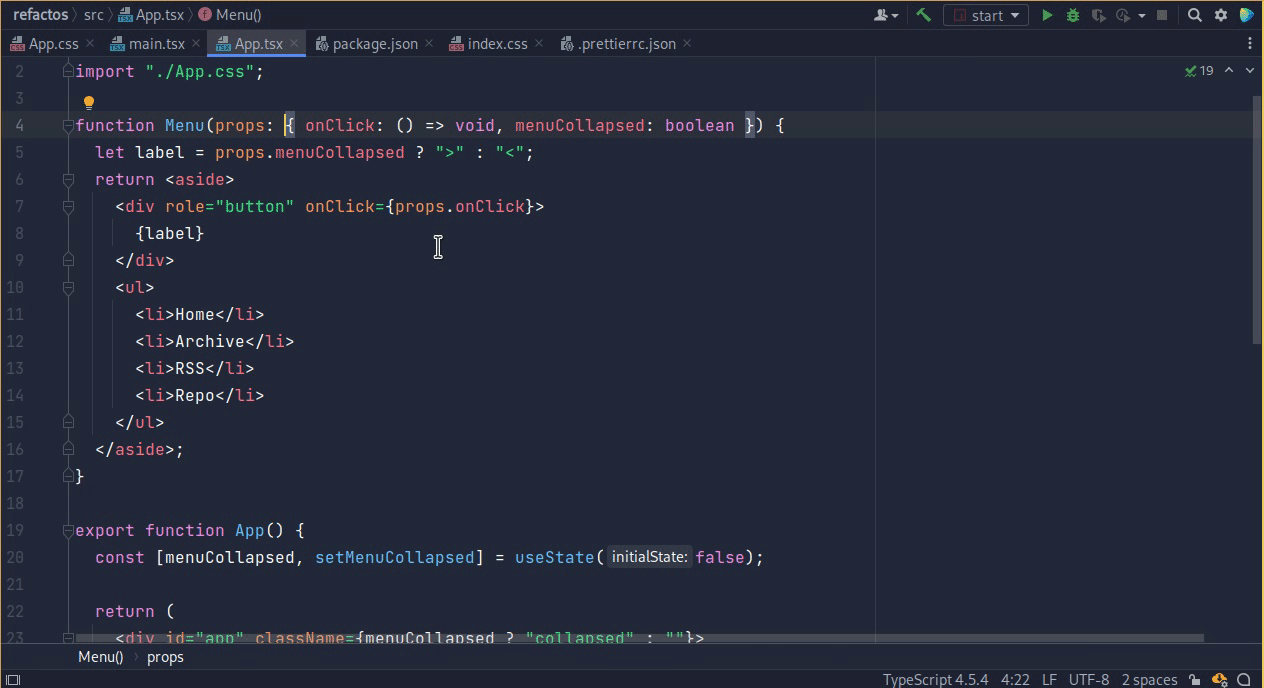 refactos src App.tsx Menu() start
App.css main.tsx App.tsx package.json index.css .prettierrc.json
2 import "./App.css";
19
3
4 function Menu(props: { onClick: () => void, menuCollapsed: boolean }) {
5 let label = props.menuCollapsed ? ">" : "<";
6 return <aside>
7 <div role="button" onClick={props.onClick}>
8 {label}
9 </div>
10 <ul>
11 <li>Home</li>
12 <li>Archive</li>
13 <li>RSS</li>
14 <li>Repo</li>
15 </ul>
16 </aside>;
17 }
18
19 export function App() {
20 const [menuCollapsed, setMenuCollapsed] = useState( initialState: false);
21
22 return (
23 <div id="app" className={menuCollapsed ? "collapsed" : ""}>
Menu() props
TypeScript 4.5.4 4:22 LF UTF-8 2 spaces